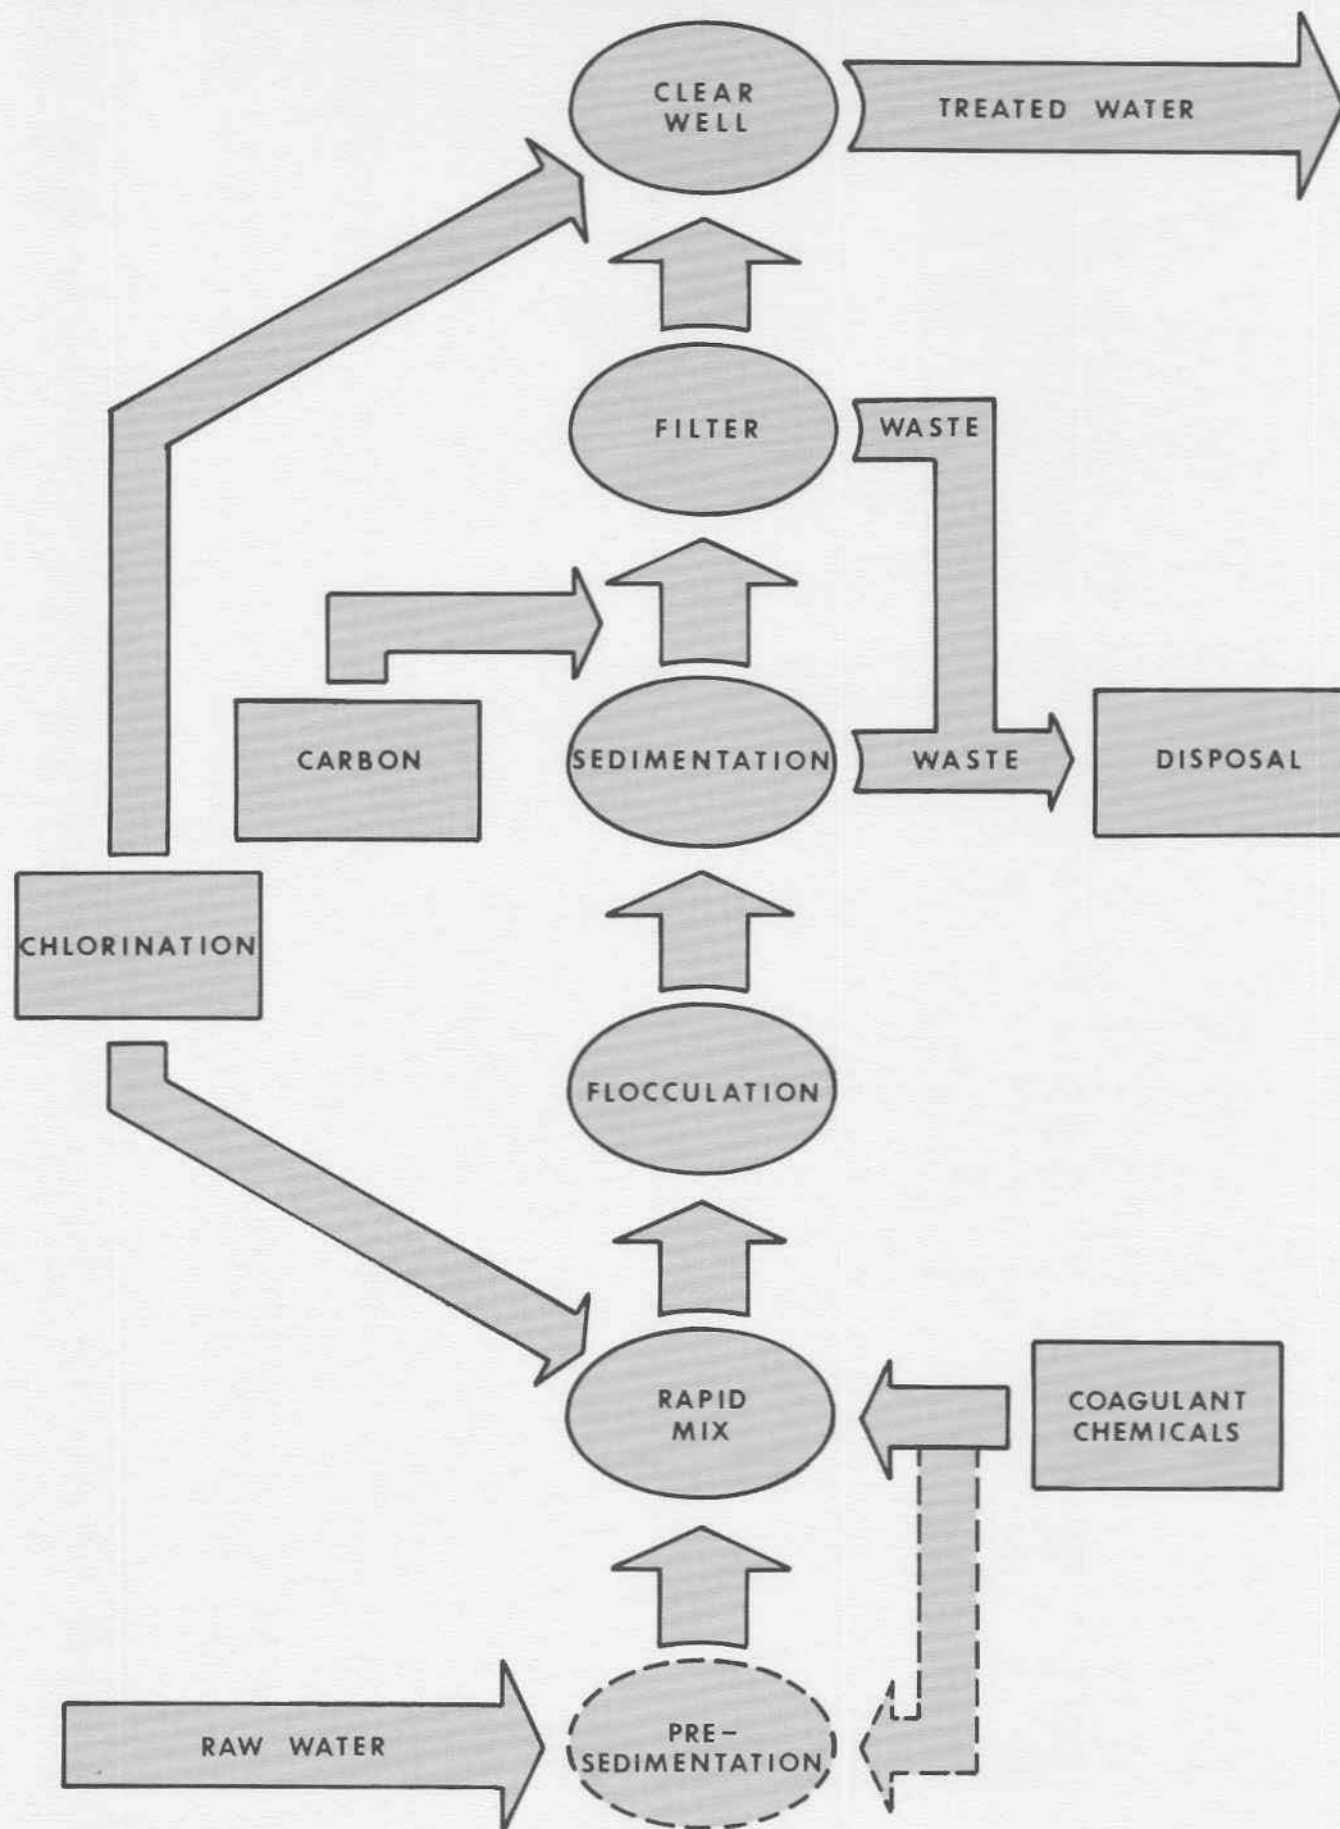 CLEAR
WELL
TREATED WATER
FILTER
WASTE
CARBON
SEDIMENTATION
WASTE
DISPOSAL
CHLORINATION
FLOCCULATION
RAPID
MIX
COAGULANT
CHEMICALS
RAW WATER
PRE-
SEDIMENTATION